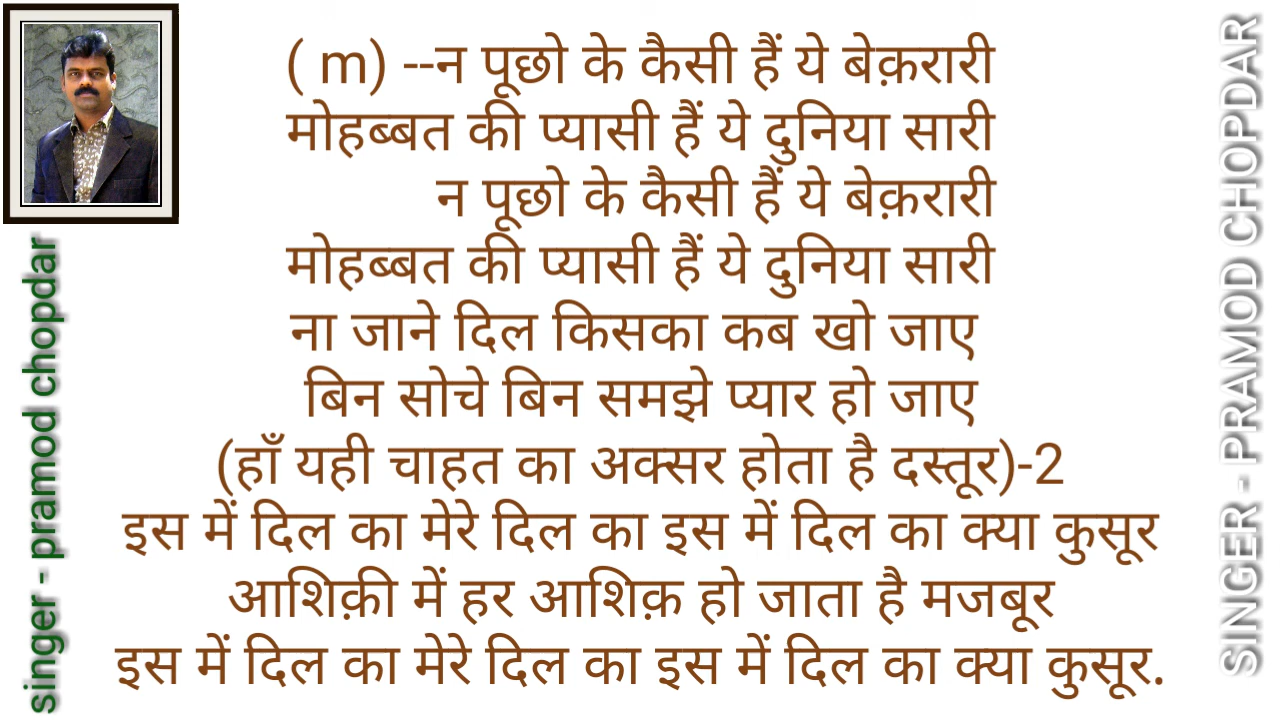 ( m) --न पूछो के कैसी हैं ये बेक़रारी
मोहब्बत की प्यासी हैं ये दुनिया सारी
न पूछो के कैसी हैं ये बेक़रारी
मोहब्बत की प्यासी हैं ये दुनिया सारी
ना जाने दिल किसका कब खो जाए
बिन सोचे बिन समझे प्यार हो जाए
(हाँ यही चाहत का अक्सर होता है दस्तूर)-2
इस में दिल का मेरे दिल का इस में दिल का क्या कुसूर
आशिक़ी में हर आशिक़ हो जाता है मजबूर
इस में दिल का मेरे दिल का इस में दिल का क्या कुसूर.
singer - pramod chopdar
SINGER - PRAMOD CHOPDAR